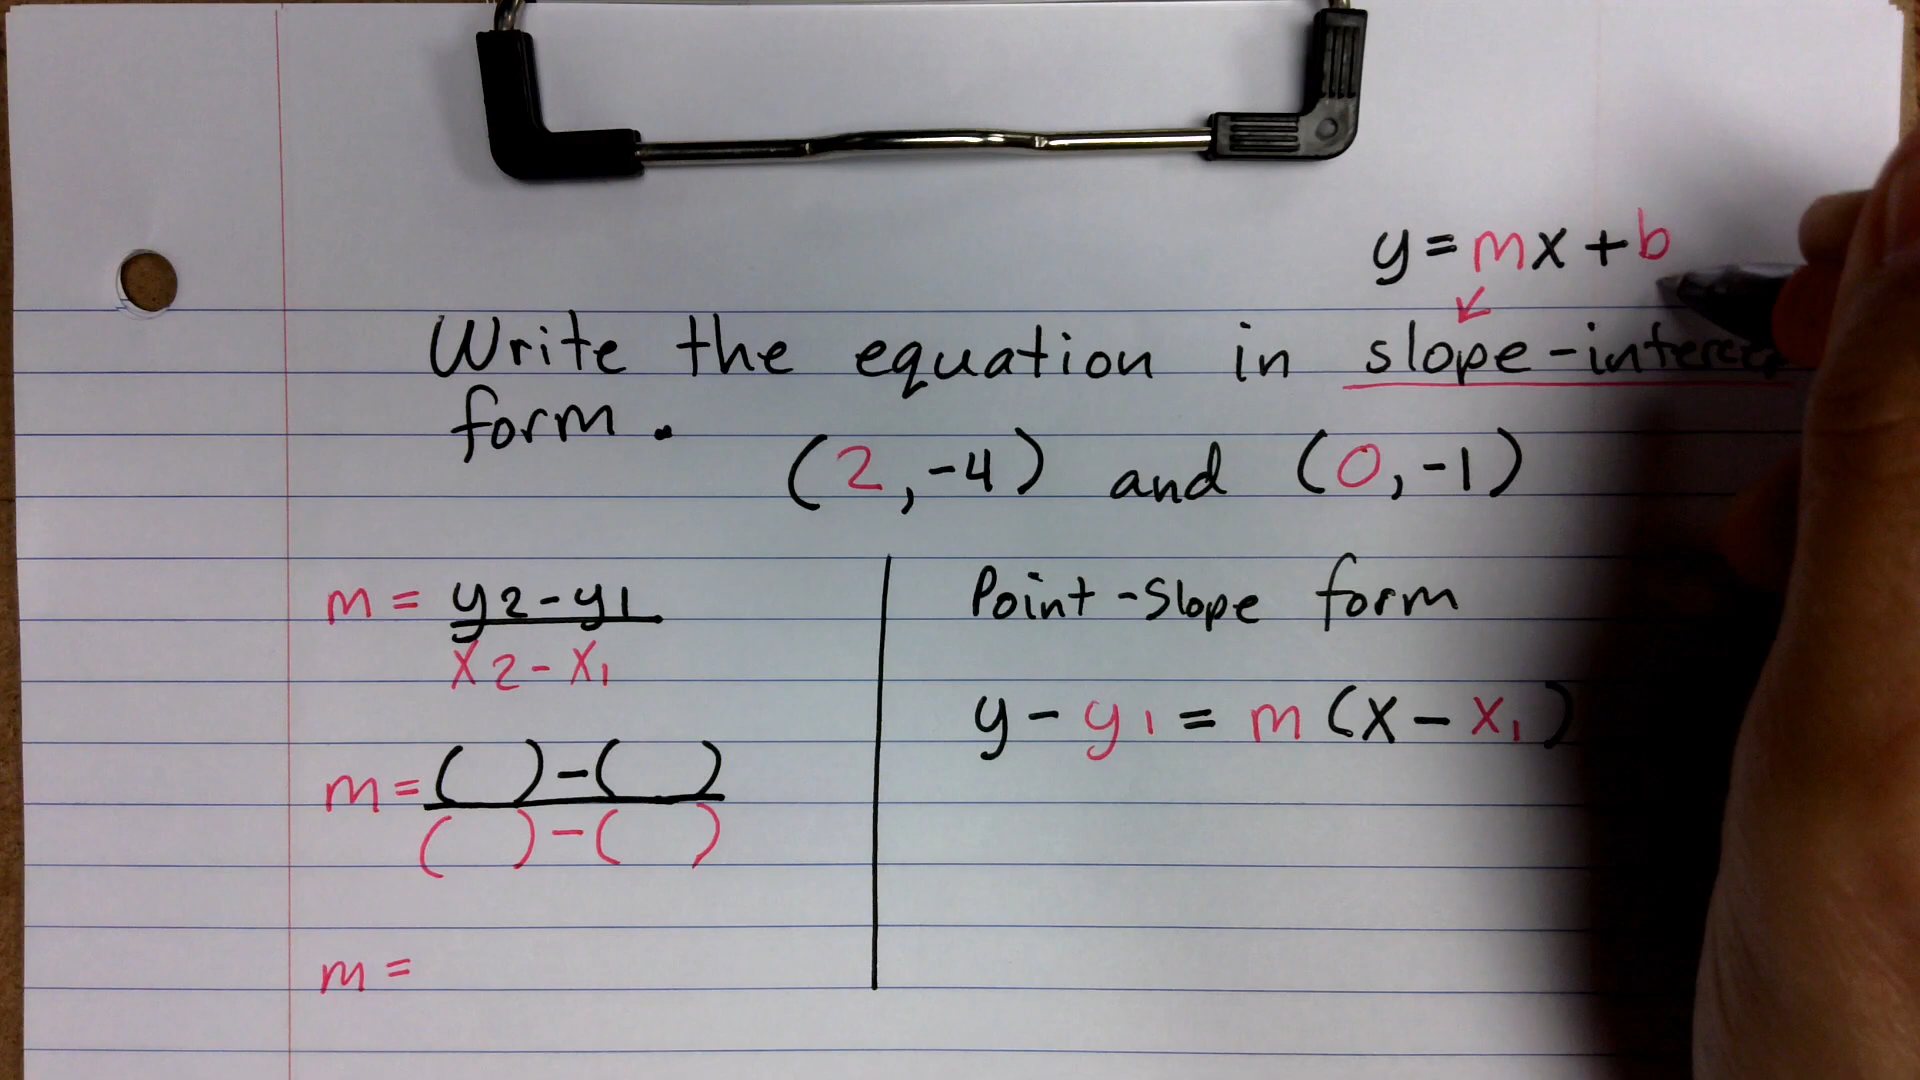 y = mx + b
Write the equation in slope-interce
form.
(2, -4) and (0, -1)
m = y2 - y1
x2 - x1
m = ( ) - ( )
( ) - ( )
m =
Point-Slope form
y - y1 = m (x - x1)